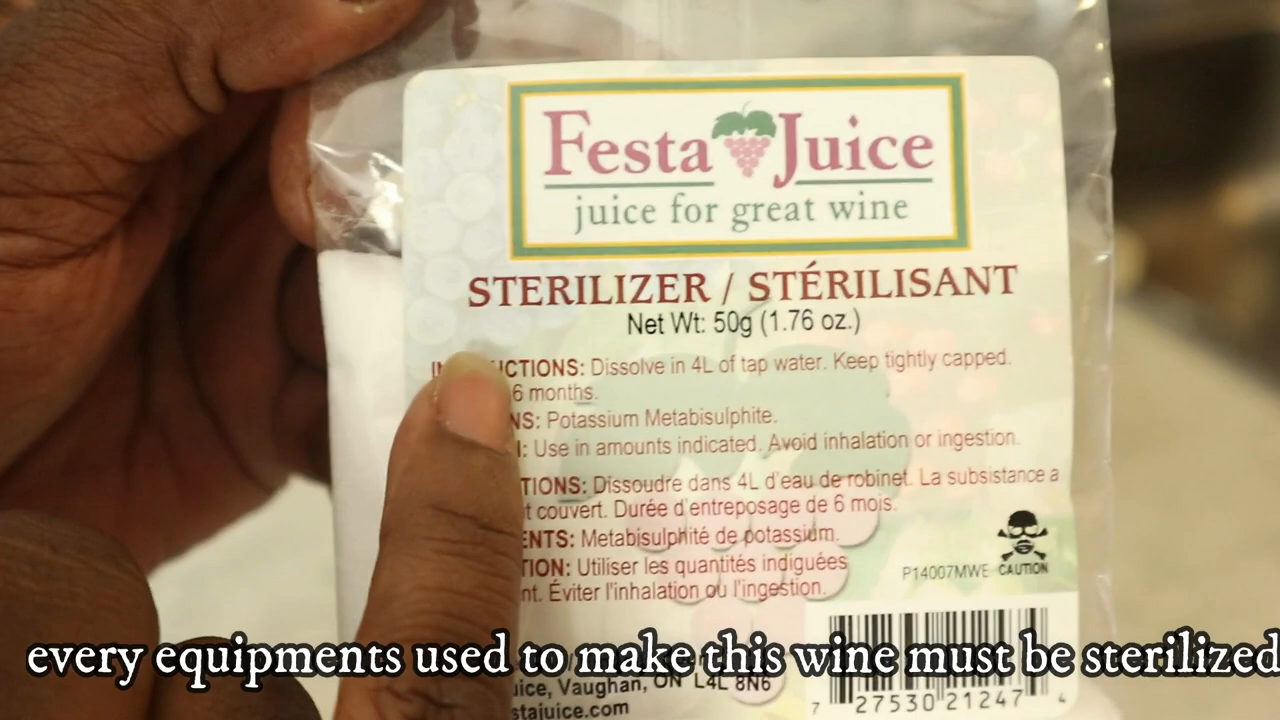 Festa Juice
juice for great wine
STERILIZER / STÉRILISANT
Net Wt: 50g (1.76 oz.)
CTIONS: Dissolve in 4L of tap water. Keep tightly capped.
6 months.
NS: Potassium Metabisulphite.
: Use in amounts indicated. Avoid inhalation or ingestion.
TIONS: Dissoudre dans 4L d'eau de robinet. La subsistance a
t couvert. Durée d'entreposage de 6 mois.
ENTS: Metabisulphité de potassium.
TION: Utiliser les quantités indiguées
nt. Éviter l'inhalation ou l'ingestion.
P14007MWE CAUTION
every equipments used to make this wine must be sterilized
uice, Vaughan, ON L4L 8N6
stajuice.com
7 27530 21247 4